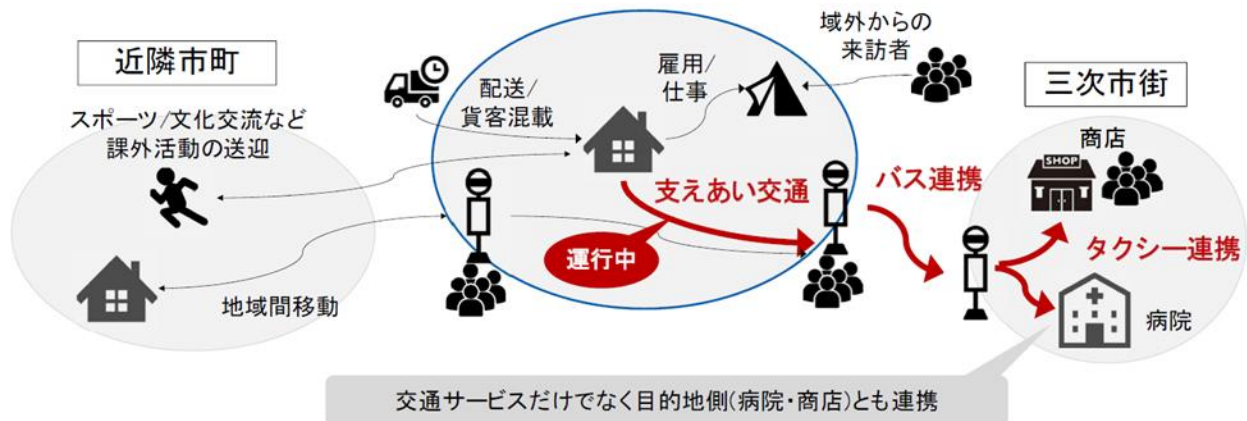 近隣市町
スポーツ/文化交流など
課外活動の送迎
地域間移動
配送/
貨客混載
雇用/
仕事
域外からの
来訪者
支えあい交通
運行中
バス連携
三次市街
商店
SHOP
タクシー連携
病院
交通サービスだけでなく目的地側(病院・商店)とも連携